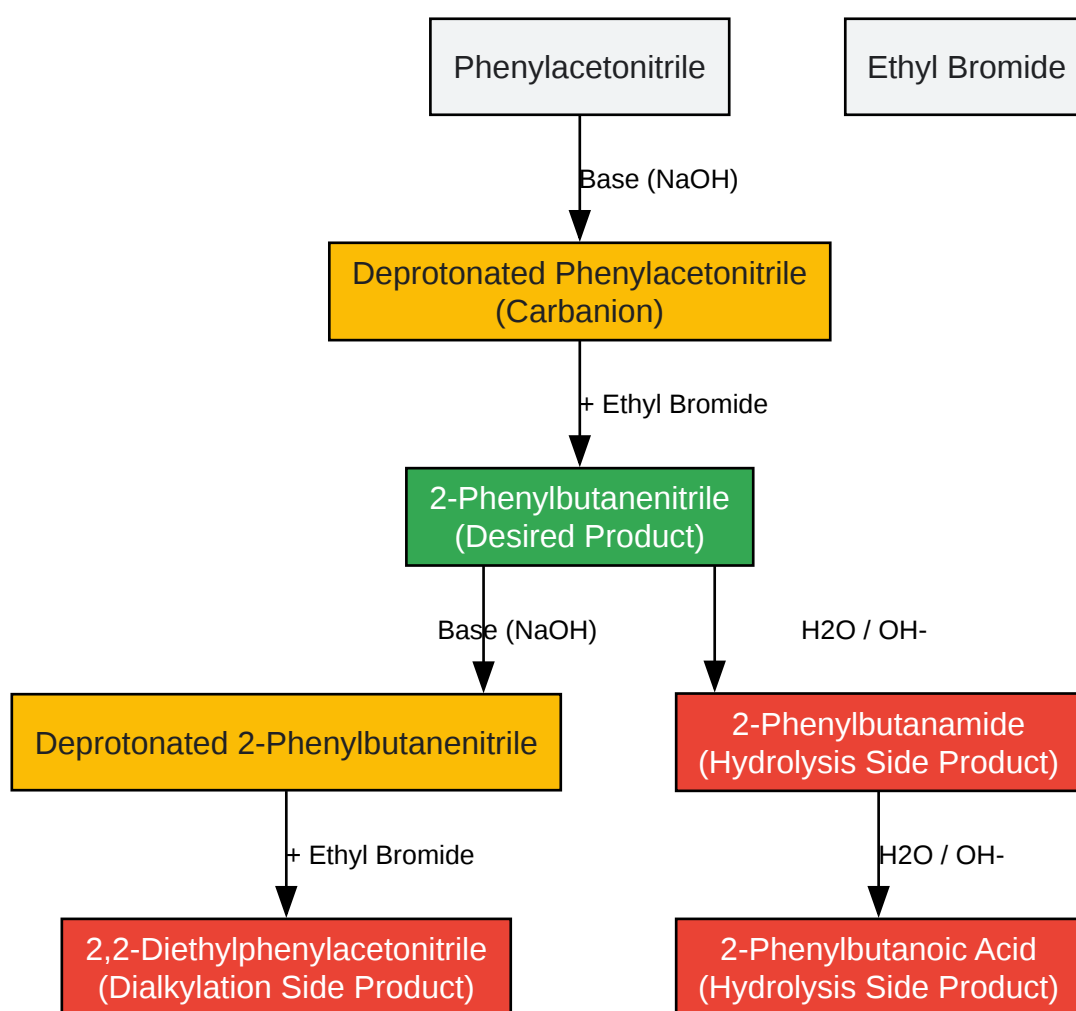 Phenylacetonitrile
Ethyl Bromide
Base (NaOH)
Deprotonated Phenylacetonitrile
(Carbanion)
+ Ethyl Bromide
2-Phenylbutanenitrile
(Desired Product)
Base (NaOH)
H2O / OH-
Deprotonated 2-Phenylbutanenitrile
2-Phenylbutanamide
(Hydrolysis Side Product)
+ Ethyl Bromide
H2O / OH-
2,2-Diethylphenylacetonitrile
(Dialkylation Side Product)
2-Phenylbutanoic Acid
(Hydrolysis Side Product)